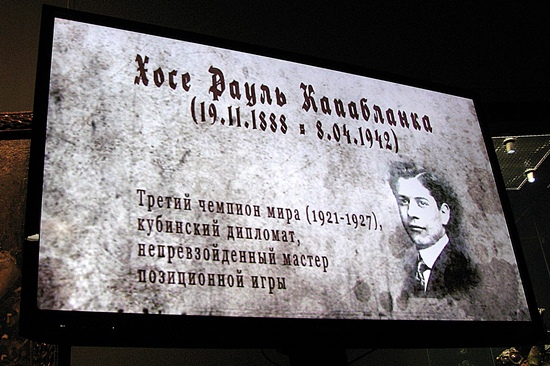 Хосе Рауль Капабланка
(19.11.1888 - 8.04.1942)
Третий чемпион мира (1921-1927),
кубинский дипломат,
непревзойденный мастер
позиционной игры